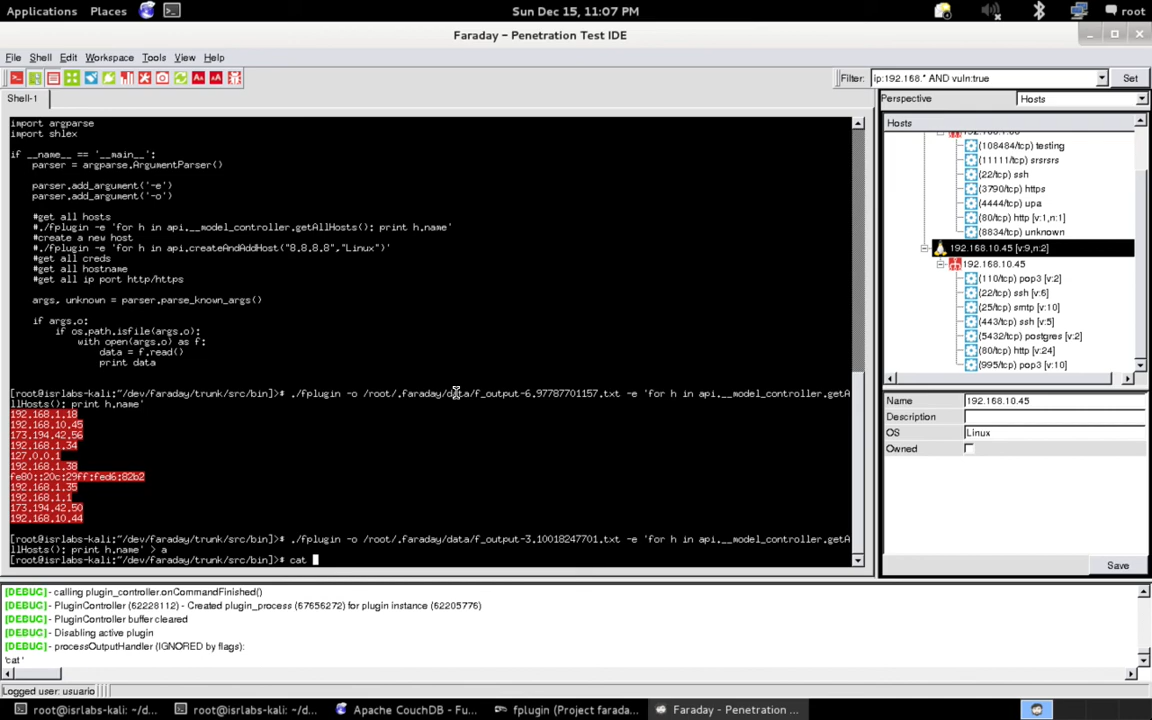 Applications Places Sun Dec 15, 11:07 PM root
Faraday - Penetration Test IDE
File Shell Edit Workspace Tools View Help
Filter: ip:192.168.* AND vuln:true Set
Shell-1
import argparse
import shlex
if __name__ == '__main__':
parser = argparse.ArgumentParser()
parser.add_argument('-e')
parser.add_argument('-o')
#get all hosts
#./fplugin -e 'for h in api.__model_controller.getAllHosts(): print h.name'
#create a new host
#./fplugin -e 'for h in api.createAndAddHost("8.8.8.8","Linux")'
#get all creds
#get all hostname
#get all ip port http/https
args, unknown = parser.parse_known_args()
if args.o:
if os.path.isfile(args.o):
with open(args.o) as f:
data = f.read()
print data
[root@isrlabs-kali:~/dev/faraday/trunk/src/bin]> ./fplugin -o /root/.faraday/data/f_output-6.97787701157.txt -e 'for h in api.__model_controller.getA
llHosts(): print h.name'
192.168.1.18
192.168.10.45
173.194.42.56
192.168.1.34
127.0.0.1
192.168.1.38
fe80::20c:29ff:fed6:82b2
192.168.1.35
192.168.1.1
173.194.42.50
192.168.10.44
[root@isrlabs-kali:~/dev/faraday/trunk/src/bin]> ./fplugin -o /root/.faraday/data/f_output-3.10018247701.txt -e 'for h in api.__model_controller.getA
llHosts(): print h.name' > a
[root@isrlabs-kali:~/dev/faraday/trunk/src/bin]> cat
Perspective Hosts
Hosts
(108484/tcp) testing
(11111/tcp) srsrsrs
(22/tcp) ssh
(3790/tcp) https
(4444/tcp) upa
(80/tcp) http [v:1,n:1]
(8834/tcp) unknown
192.168.10.45 [v:9,n:2]
192.168.10.45
(110/tcp) pop3 [v:2]
(22/tcp) ssh [v:6]
(25/tcp) smtp [v:10]
(443/tcp) ssh [v:5]
(5432/tcp) postgres [v:2]
(80/tcp) http [v:24]
(995/tcp) pop3 [v:10]
Name 192.168.10.45
Description
OS Linux
Owned
Save
[DEBUG] - calling plugin_controller.onCommandFinished()
[DEBUG] - PluginController (62228112) - Created plugin_process (67656272) for plugin instance (62205776)
[DEBUG] - PluginController buffer cleared
[DEBUG] - Disabling active plugin
[DEBUG] - processOutputHandler (IGNORED by flags):
'cat '
Logged user: usuario
root@isrlabs-kali: ~/d... root@isrlabs-kali: ~/d... Apache CouchDB - Fu... fplugin (Project farada... Faraday - Penetration ...